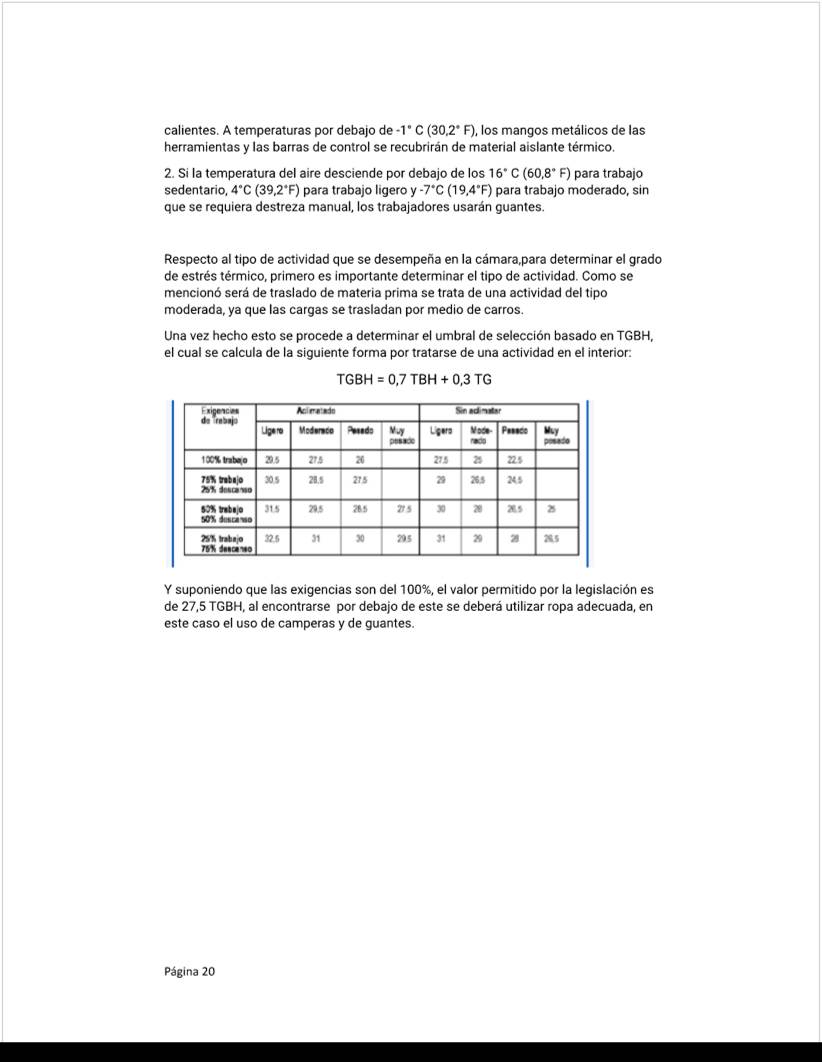 calientes. A temperaturas por debajo de -1° C (30,2° F), los mangos metálicos de las
herramientas y las barras de control se recubrirán de material aislante térmico.
2. Si la temperatura del aire desciende por debajo de los 16° C (60,8° F) para trabajo
sedentario, 4°C (39,2°F) para trabajo ligero y -7°C (19,4°F) para trabajo moderado, sin
que se requiera destreza manual, los trabajadores usarán guantes.
Respecto al tipo de actividad que se desempeña en la cámara,para determinar el grado
de estrés térmico, primero es importante determinar el tipo de actividad. Como se
mencionó será de traslado de materia prima se trata de una actividad del tipo
moderada, ya que las cargas se trasladan por medio de carros.
Una vez hecho esto se procede a determinar el umbral de selección basado en TGBH,
el cual se calcula de la siguiente forma por tratarse de una actividad en el interior:
TGBH = 0,7 TBH + 0,3 TG
Exigencias de Trabajo Aclimatado Sin aclimatar
Ligero Moderado Pesado Muy pesado Ligero Mode-rado Pesado Muy pesado
100% trabajo 29,5 27,5 26 27,5 25 22,5
75% trabajo 25% descanso 30,5 28,5 27,5 29 26,5 24,5
50% trabajo 50% descanso 31,5 29,5 28,5 27,5 30 28 26,5 25
25% trabajo 75% descanso 32,5 31 30 29,5 31 29 28 26,5
Y suponiendo que las exigencias son del 100%, el valor permitido por la legislación es
de 27,5 TGBH, al encontrarse por debajo de este se deberá utilizar ropa adecuada, en
este caso el uso de camperas y de guantes.
Página 20